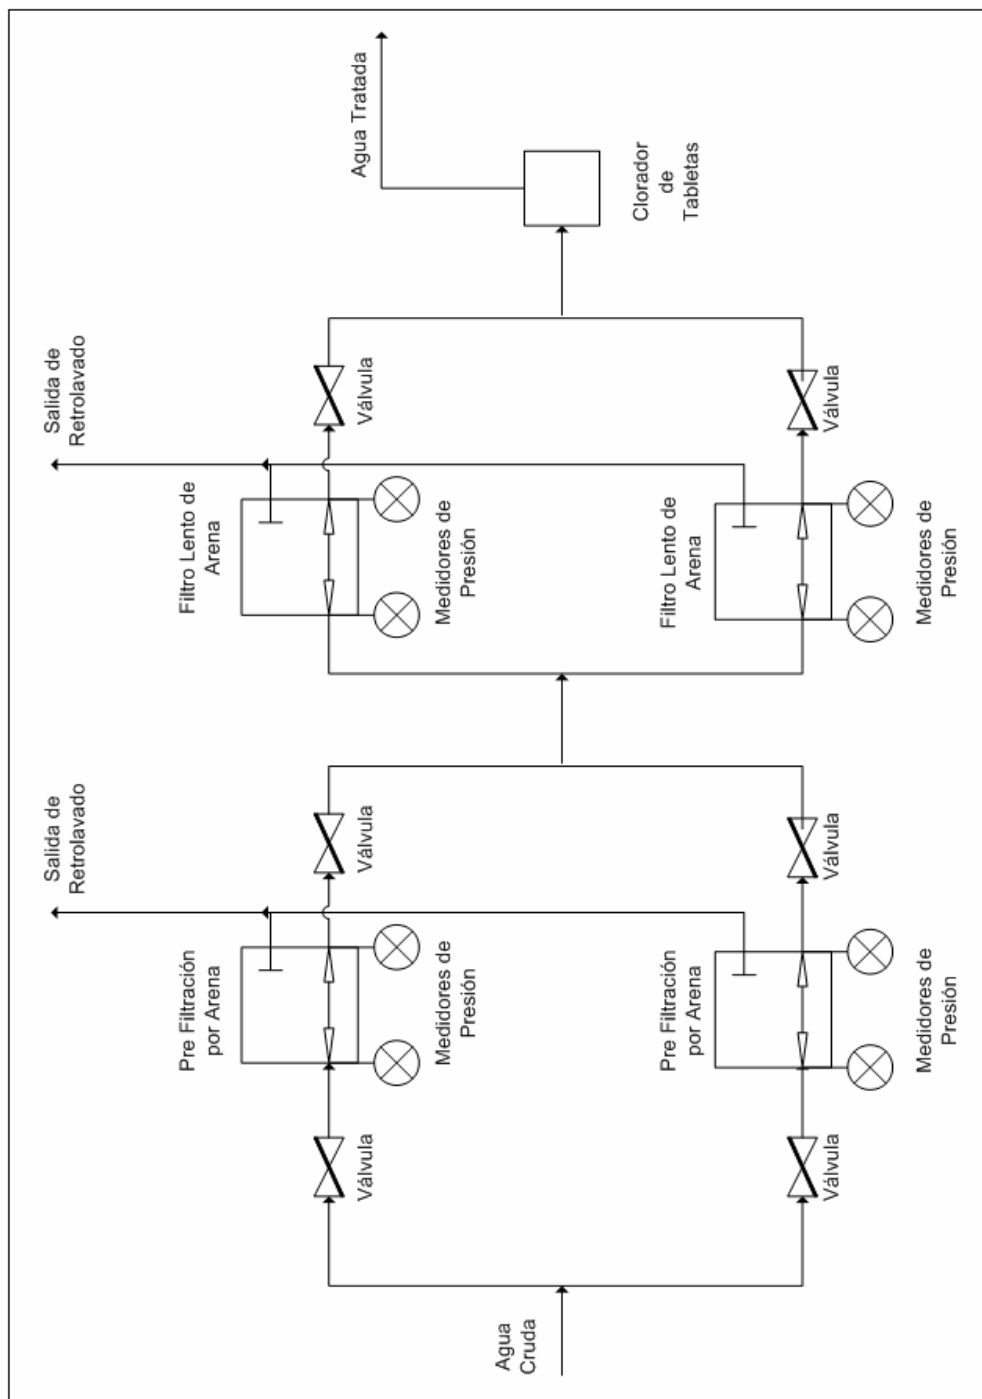 Agua Tratada
Clorador
de
Tabletas
Salida de
Retrolavado
Válvula
Válvula
Filtro Lento de
Arena
Medidores de
Presión
Filtro Lento de
Arena
Medidores de
Presión
Salida de
Retrolavado
Válvula
Válvula
Pre Filtración
por Arena
Medidores de
Presión
Pre Filtración
por Arena
Medidores de
Presión
Válvula
Válvula
Agua
Cruda